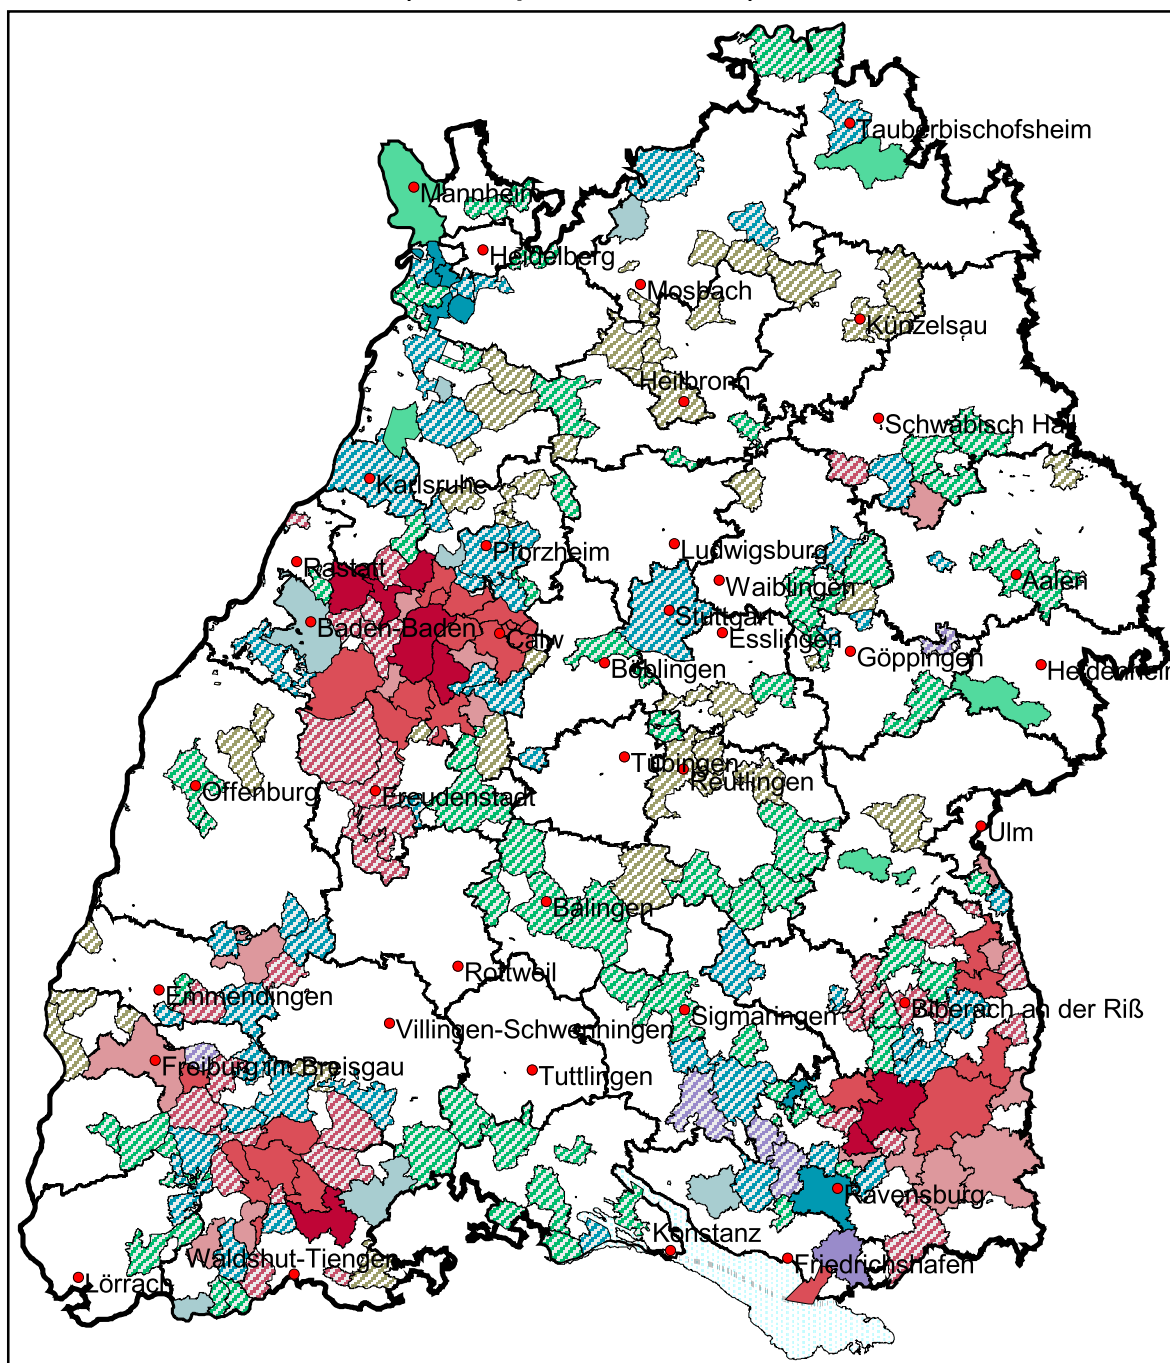 Tauberbischofsheim
Mannheim
Heidelberg
Mosbach
Künzelsau
Heilbronn
Schwäbisch Hall
Karlsruhe
Pforzheim
Ludwigsburg
Rastatt
Aalen
Waiblingen
Stuttgart
Baden-Baden
Calw
Esslingen
Göppingen
Böblingen
Heidenheim
Tübingen
Reutlingen
Offenburg
Freudenstadt
Ulm
Balingen
Rottweil
Emmendingen
Biberach an der Riß
Sigmaringen
Villingen-Schwenningen
Freiburg im Breisgau
Tuttlingen
Ravensburg
Konstanz
Waldshut-Tiengen
Friedrichshafen
Lörrach